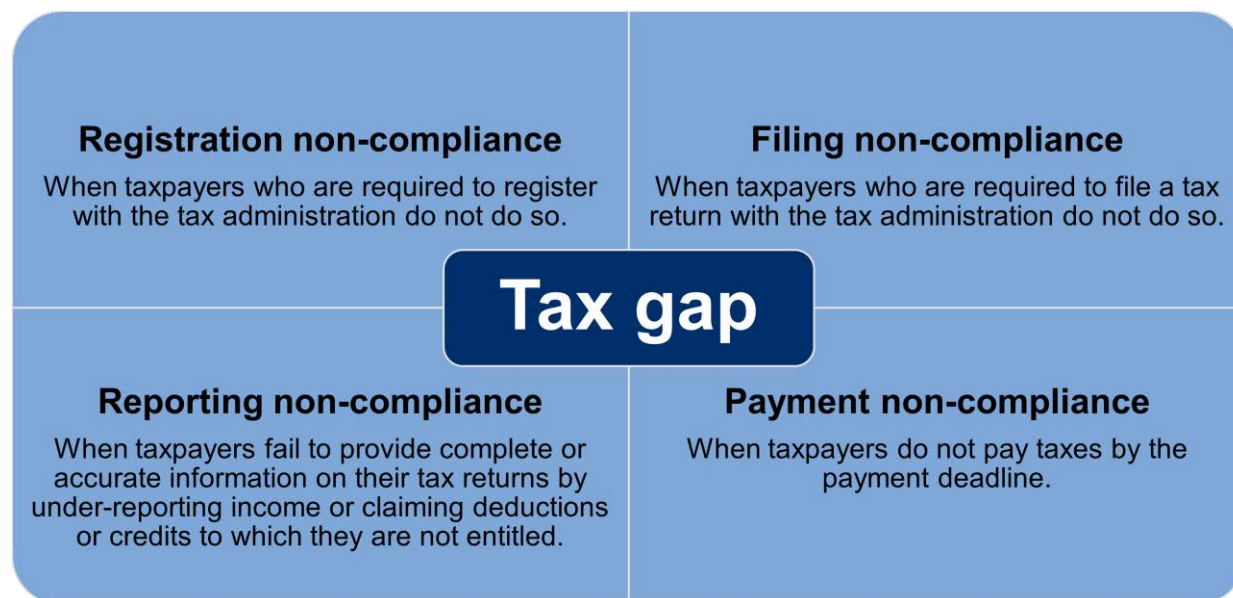 Registration non-compliance
When taxpayers who are required to register
with the tax administration do not do so.
Filing non-compliance
When taxpayers who are required to file a tax
return with the tax administration do not do so.
Tax gap
Reporting non-compliance
When taxpayers fail to provide complete or
accurate information on their tax returns by
under-reporting income or claiming deductions
or credits to which they are not entitled.
Payment non-compliance
When taxpayers do not pay taxes by the
payment deadline.